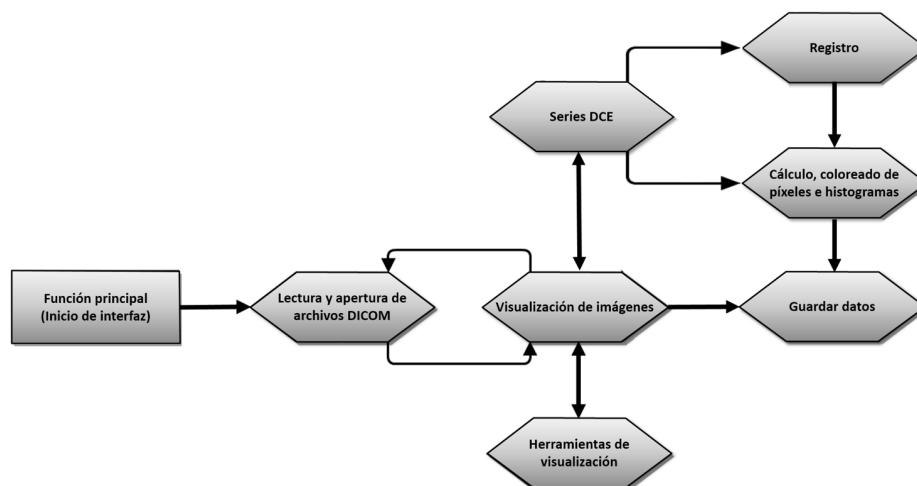 Registro
Series DCE
Cálculo, coloreado de
píxeles e histogramas
Función principal
(Inicio de interfaz)
Lectura y apertura de
archivos DICOM
Visualización de imágenes
Guardar datos
Herramientas de
visualización